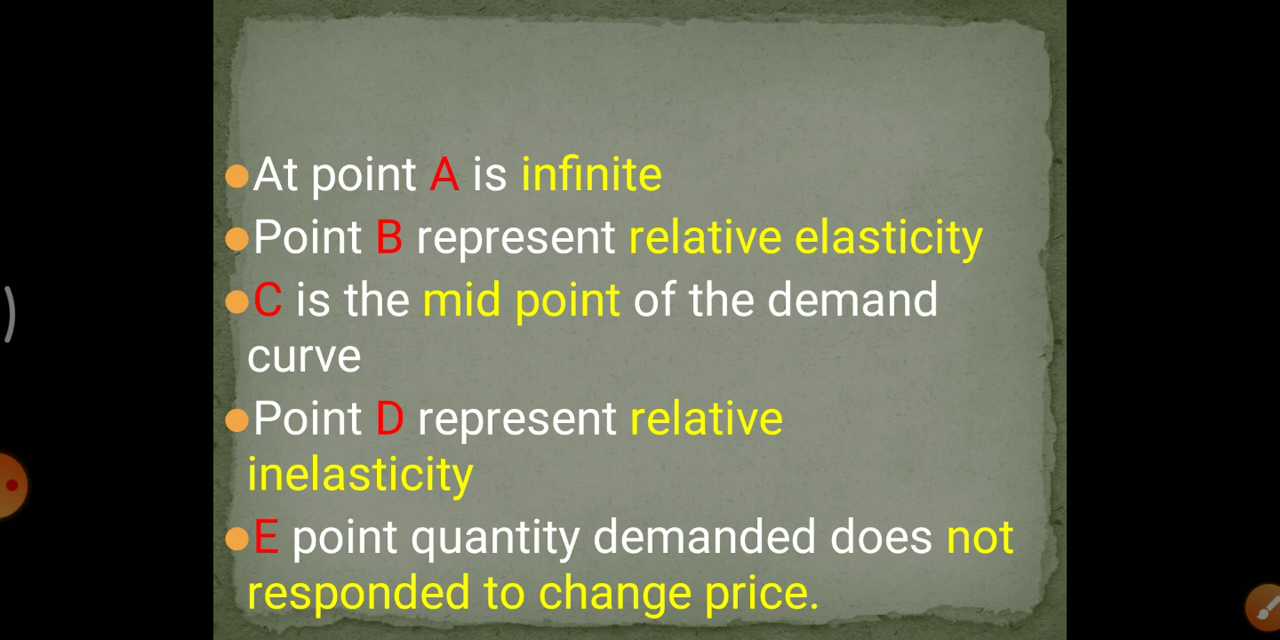 At point A is infinite
Point B represent relative elasticity
C is the mid point of the demand
curve
Point D represent relative
inelasticity
E point quantity demanded does not
responded to change price.